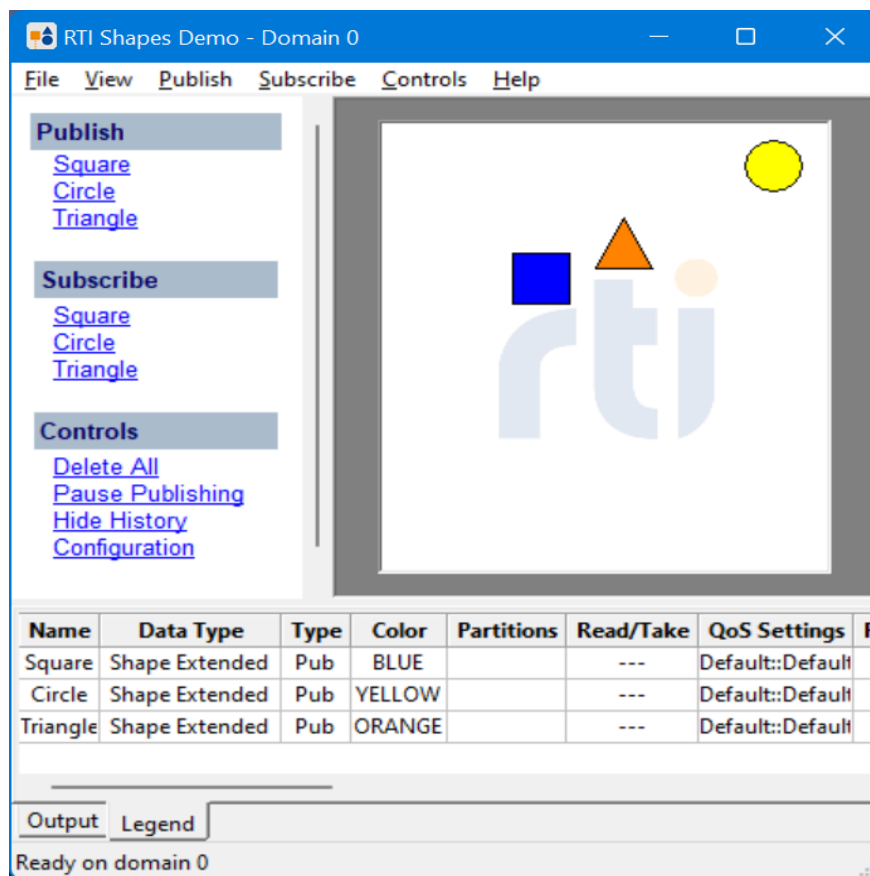 RTI Shapes Demo - Domain 0
File View Publish Subscribe Controls Help
Publish
Square
Circle
Triangle
Subscribe
Square
Circle
Triangle
Controls
Delete All
Pause Publishing
Hide History
Configuration
rti
Name Data Type Type Color Partitions Read/Take QoS Settings
Square Shape Extended Pub BLUE --- Default::Default
Circle Shape Extended Pub YELLOW --- Default::Default
Triangle Shape Extended Pub ORANGE --- Default::Default
Output Legend
Ready on domain 0